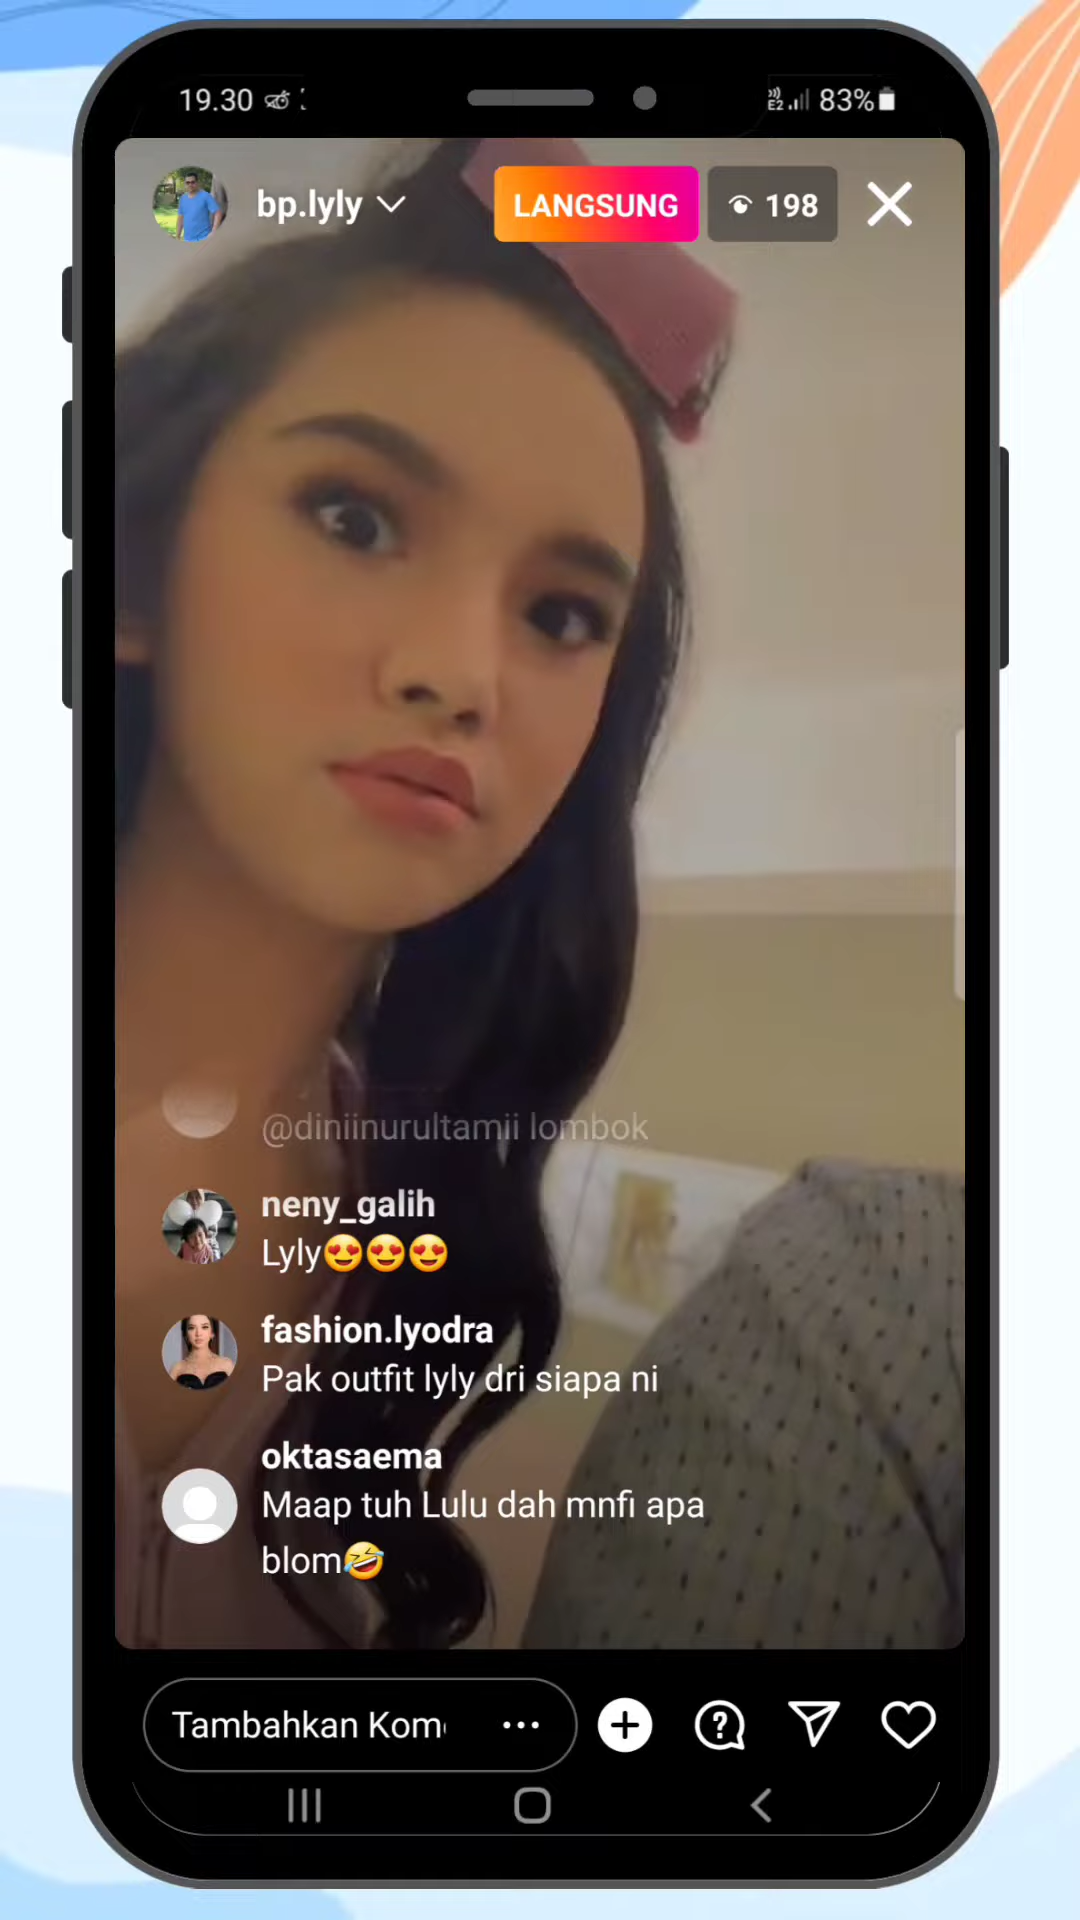 19.30
83%
bp.lyly
LANGSUNG
198
@diniinurultamii lombok
neny_galih
Lyly😍😍😍
fashion.lyodra
Pak outfit lyly dri siapa ni
oktasaema
Maap tuh Lulu dah mnfi apa
blom🤣
Tambahkan Kom